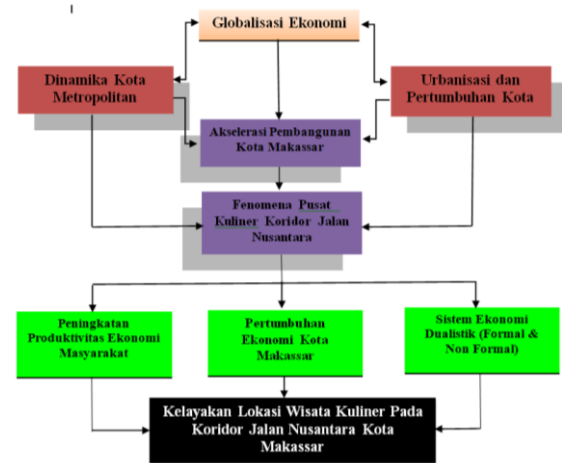 Globalisasi Ekonomi
Dinamika Kota
Metropolitan
Urbanisasi dan
Pertumbuhan Kota
Akselerasi Pembangunan
Kota Makassar
Fenomena Pusat
Kuliner Koridor Jalan
Nusantara
Peningkatan
Produktivitas Ekonomi
Masyarakat
Pertumbuhan
Ekonomi Kota
Makassar
Sistem Ekonomi
Dualistik (Formal &
Non Formal)
Kelayakan Lokasi Wisata Kuliner Pada
Koridor Jalan Nusantara Kota
Makassar